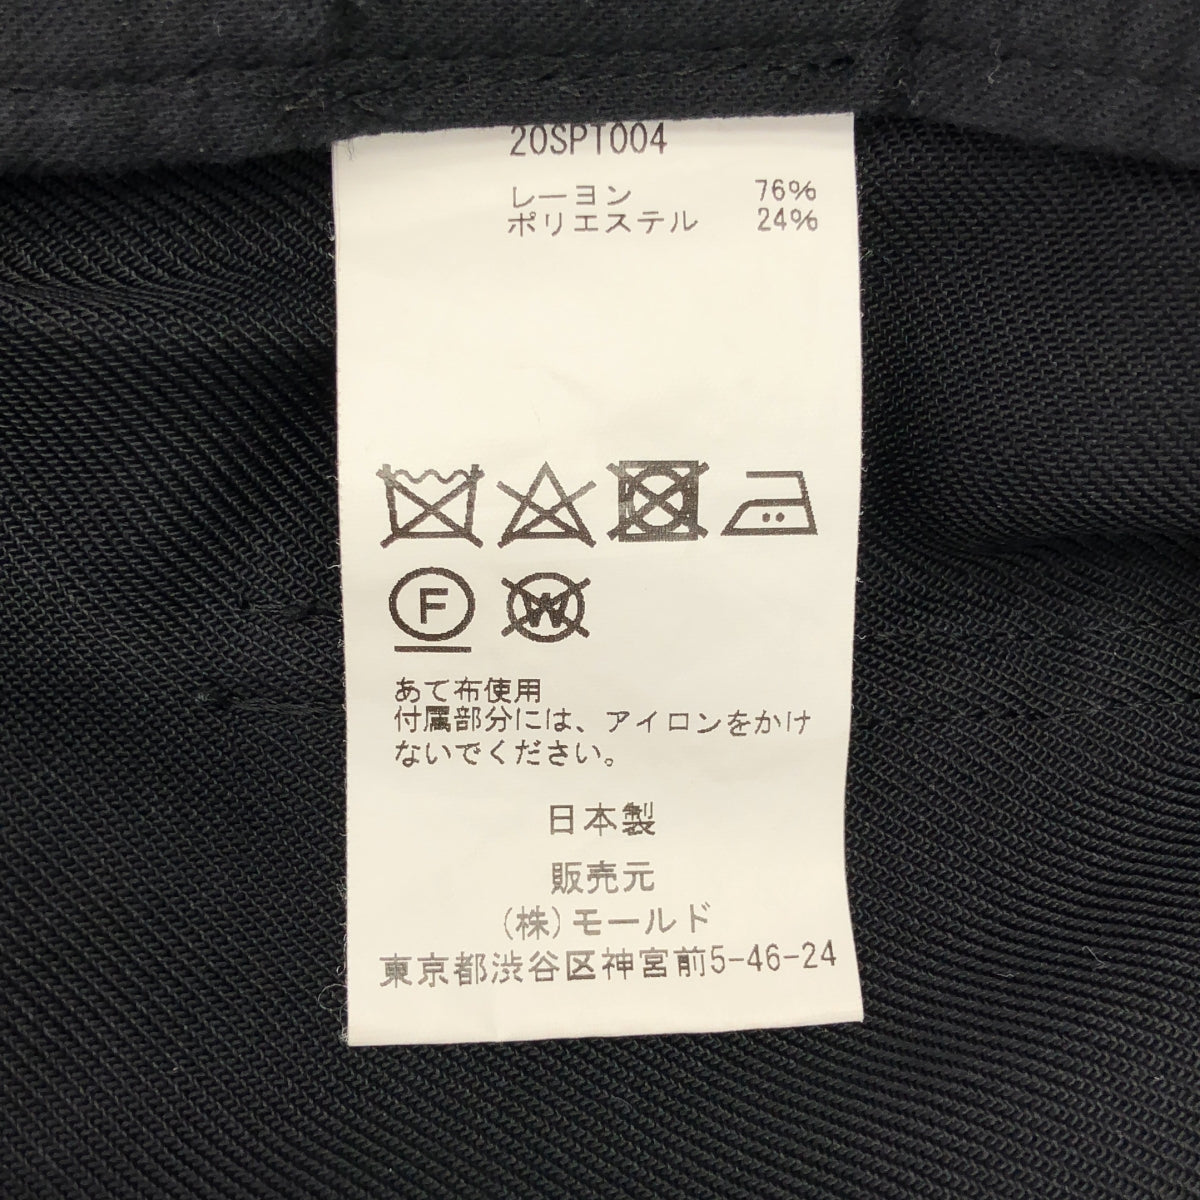 20SPT004
レーヨン 76%
ポリエステル 24%
F W
あて布使用
付属部分には、アイロンをかけ
ないでください。
日本製
販売元
(株)モールド
東京都渋谷区神宮前5-46-24